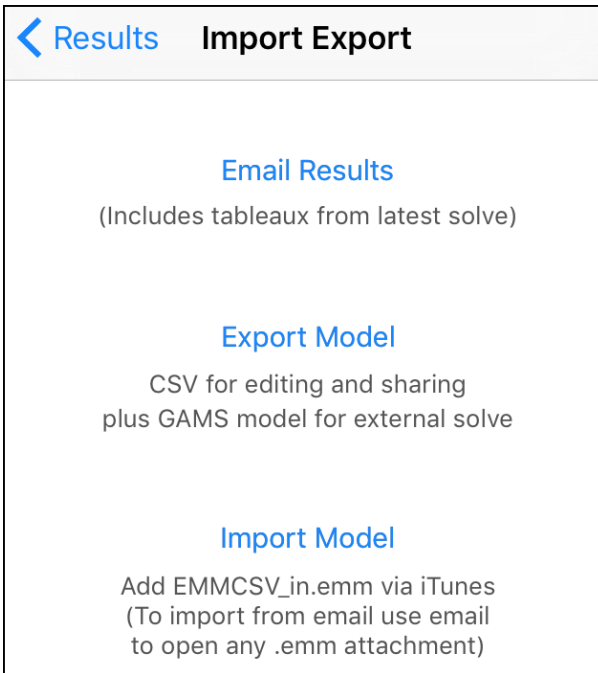 Results Import Export
Email Results
(Includes tableaux from latest solve)
Export Model
CSV for editing and sharing
plus GAMS model for external solve
Import Model
Add EMMCSV_in.emm via iTunes
(To import from email use email
to open any .emm attachment)